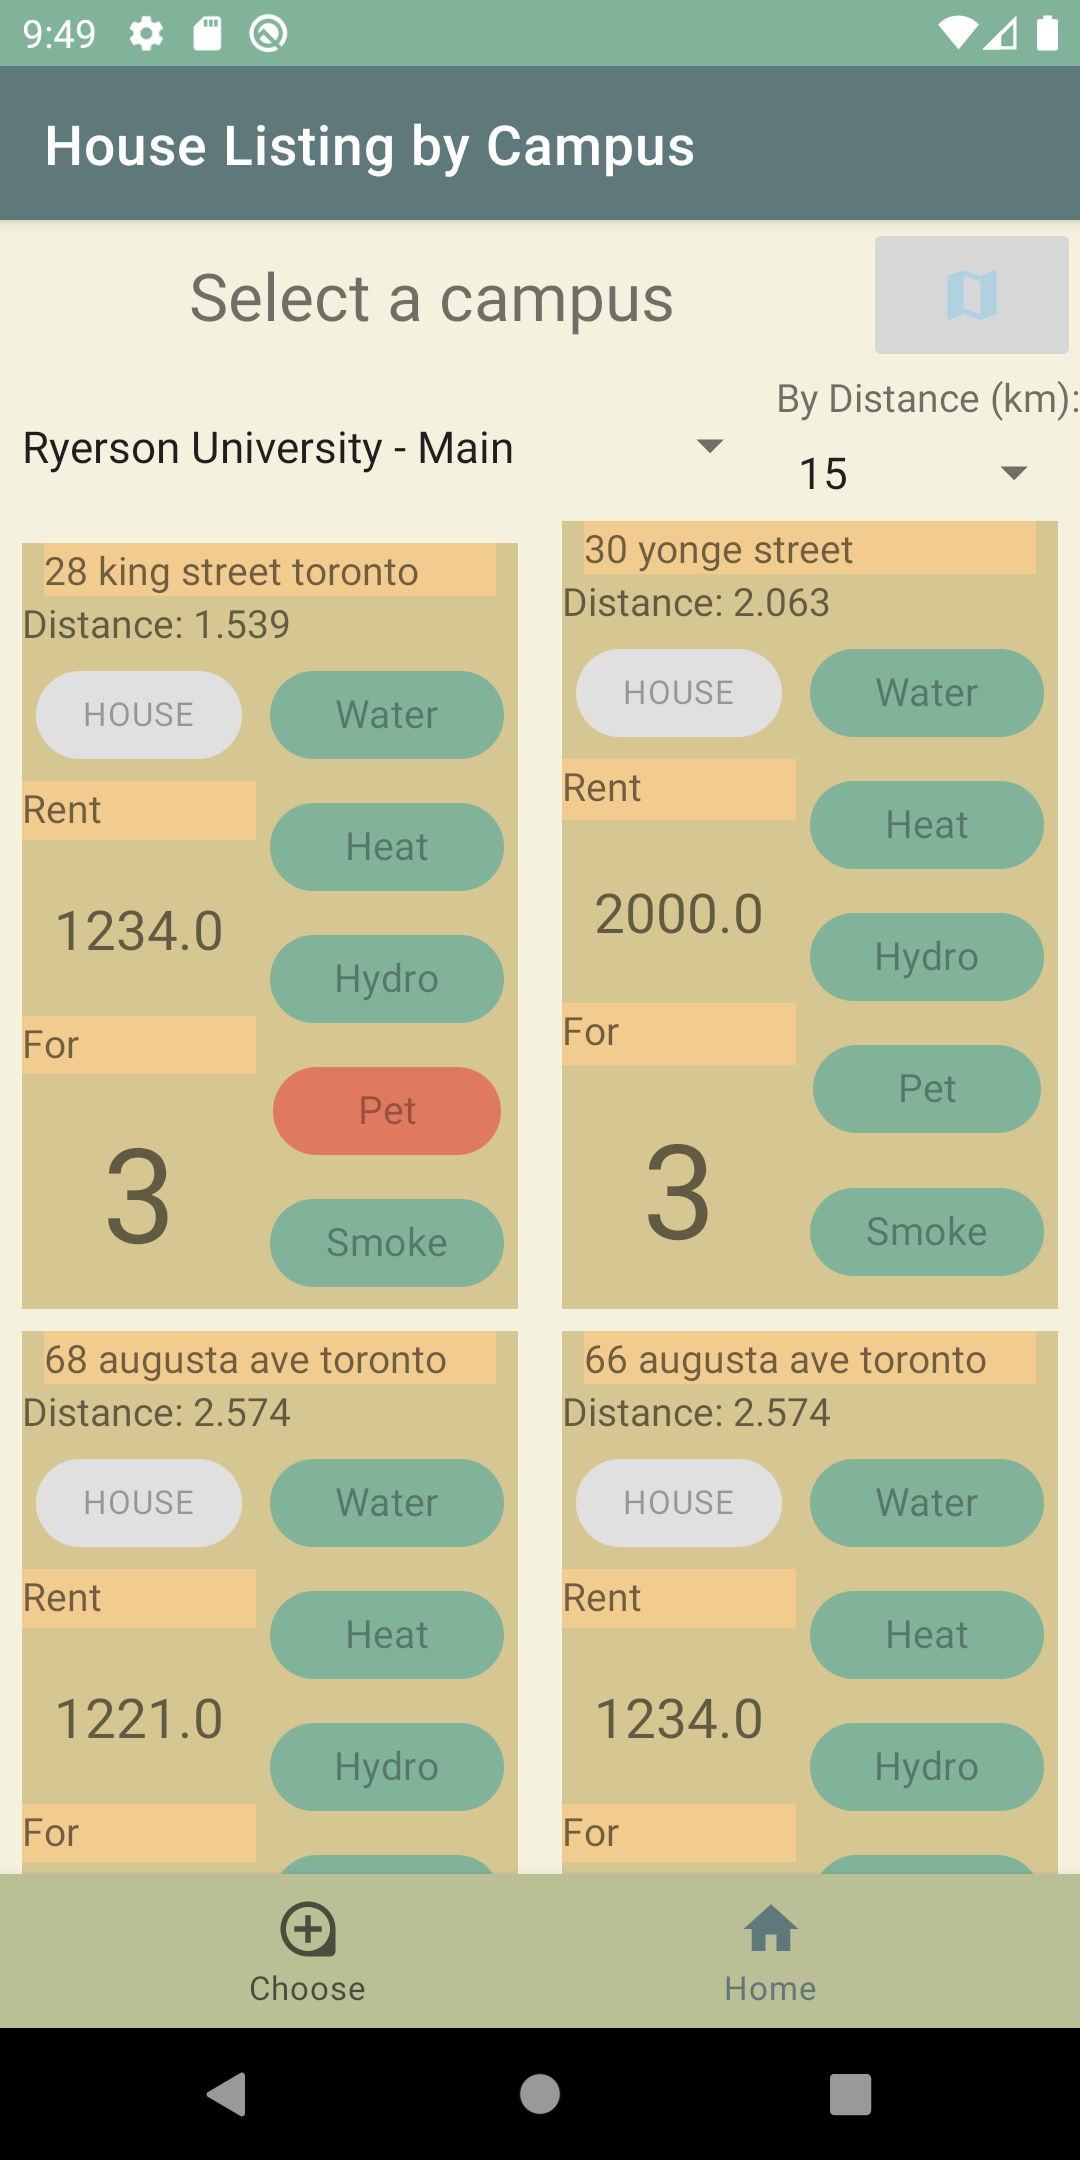 9:49
House Listing by Campus
Select a campus
By Distance (km):
Ryerson University - Main
15
28 king street toronto
Distance: 1.539
HOUSE
Water
Rent
Heat
1234.0
Hydro
For
Pet
3
Smoke
30 yonge street
Distance: 2.063
HOUSE
Water
Rent
Heat
2000.0
Hydro
For
Pet
3
Smoke
68 augusta ave toronto
Distance: 2.574
HOUSE
Water
Rent
Heat
1221.0
Hydro
For
66 augusta ave toronto
Distance: 2.574
HOUSE
Water
Rent
Heat
1234.0
Hydro
For
Choose
Home